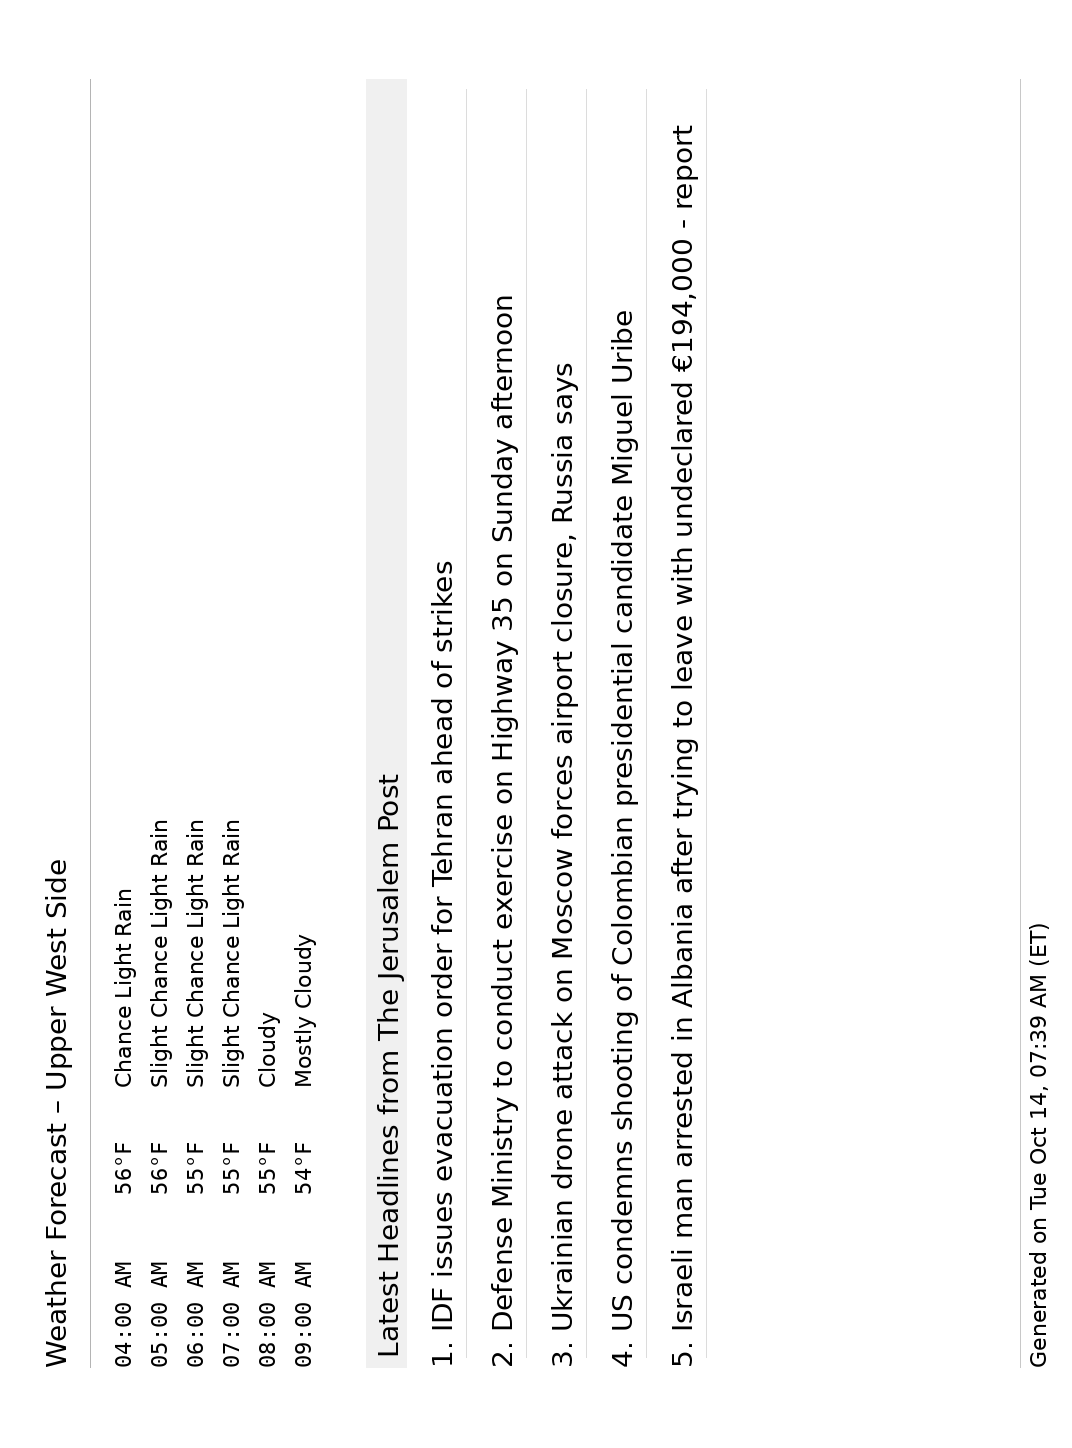 Weather Forecast – Upper West Side
04:00 AM 56°F Chance Light Rain
05:00 AM 56°F Slight Chance Light Rain
06:00 AM 55°F Slight Chance Light Rain
07:00 AM 55°F Slight Chance Light Rain
08:00 AM 55°F Cloudy
09:00 AM 54°F Mostly Cloudy
Latest Headlines from The Jerusalem Post
1. IDF issues evacuation order for Tehran ahead of strikes
2. Defense Ministry to conduct exercise on Highway 35 on Sunday afternoon
3. Ukrainian drone attack on Moscow forces airport closure, Russia says
4. US condemns shooting of Colombian presidential candidate Miguel Uribe
5. Israeli man arrested in Albania after trying to leave with undeclared €194,000 - report
Generated on Tue Oct 14, 07:39 AM (ET)